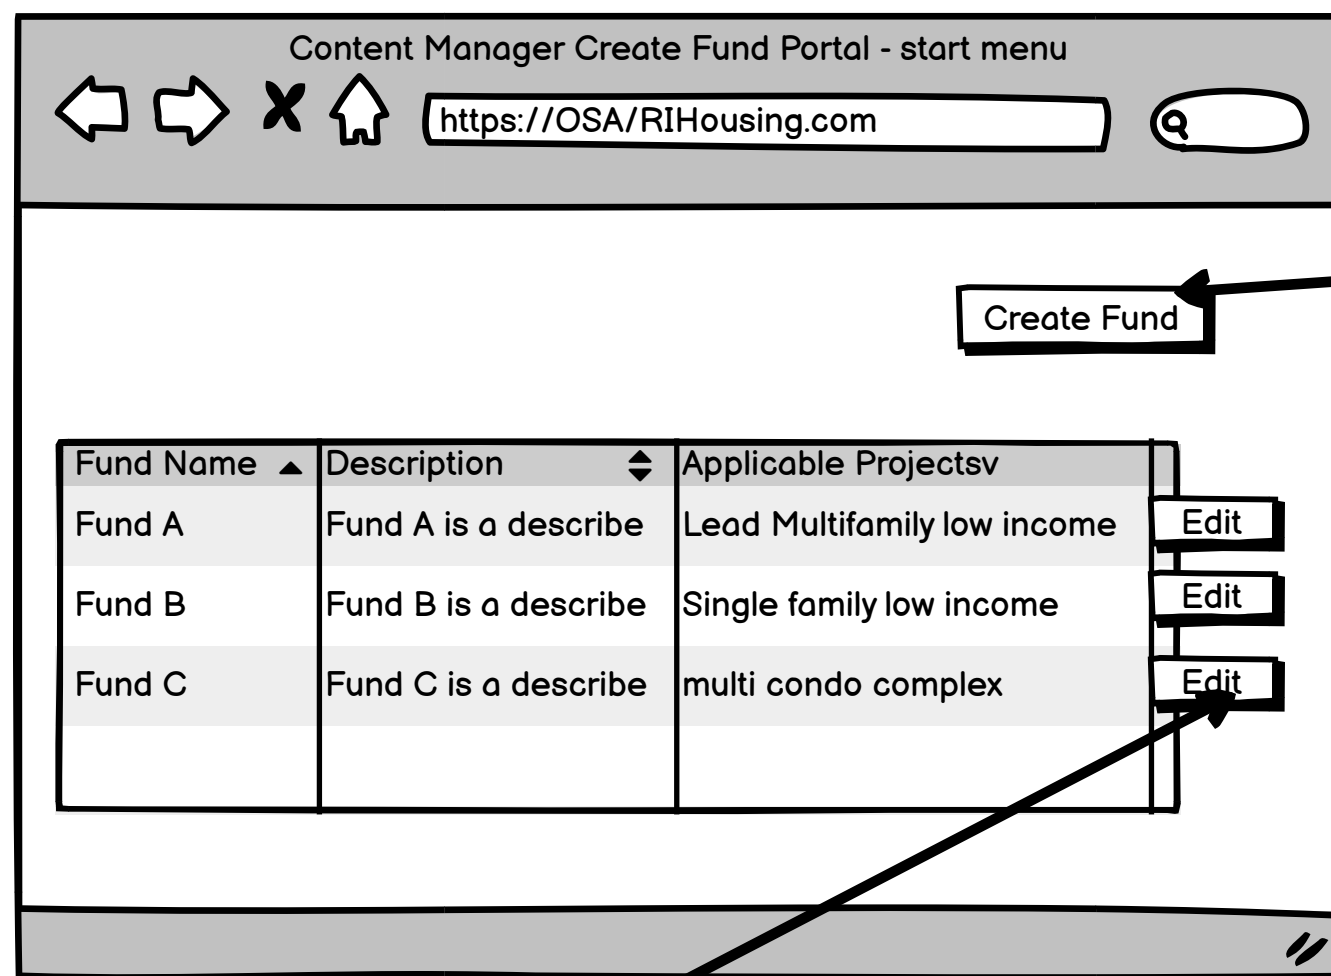 Content Manager Create Fund Portal - start menu
https://OSA/RIHousing.com
Create Fund
Fund Name Description Applicable Projectsv
Fund A Fund A is a describe Lead Multifamily low income Edit
Fund B Fund B is a describe Single family low income Edit
Fund C Fund C is a describe multi condo complex Edit